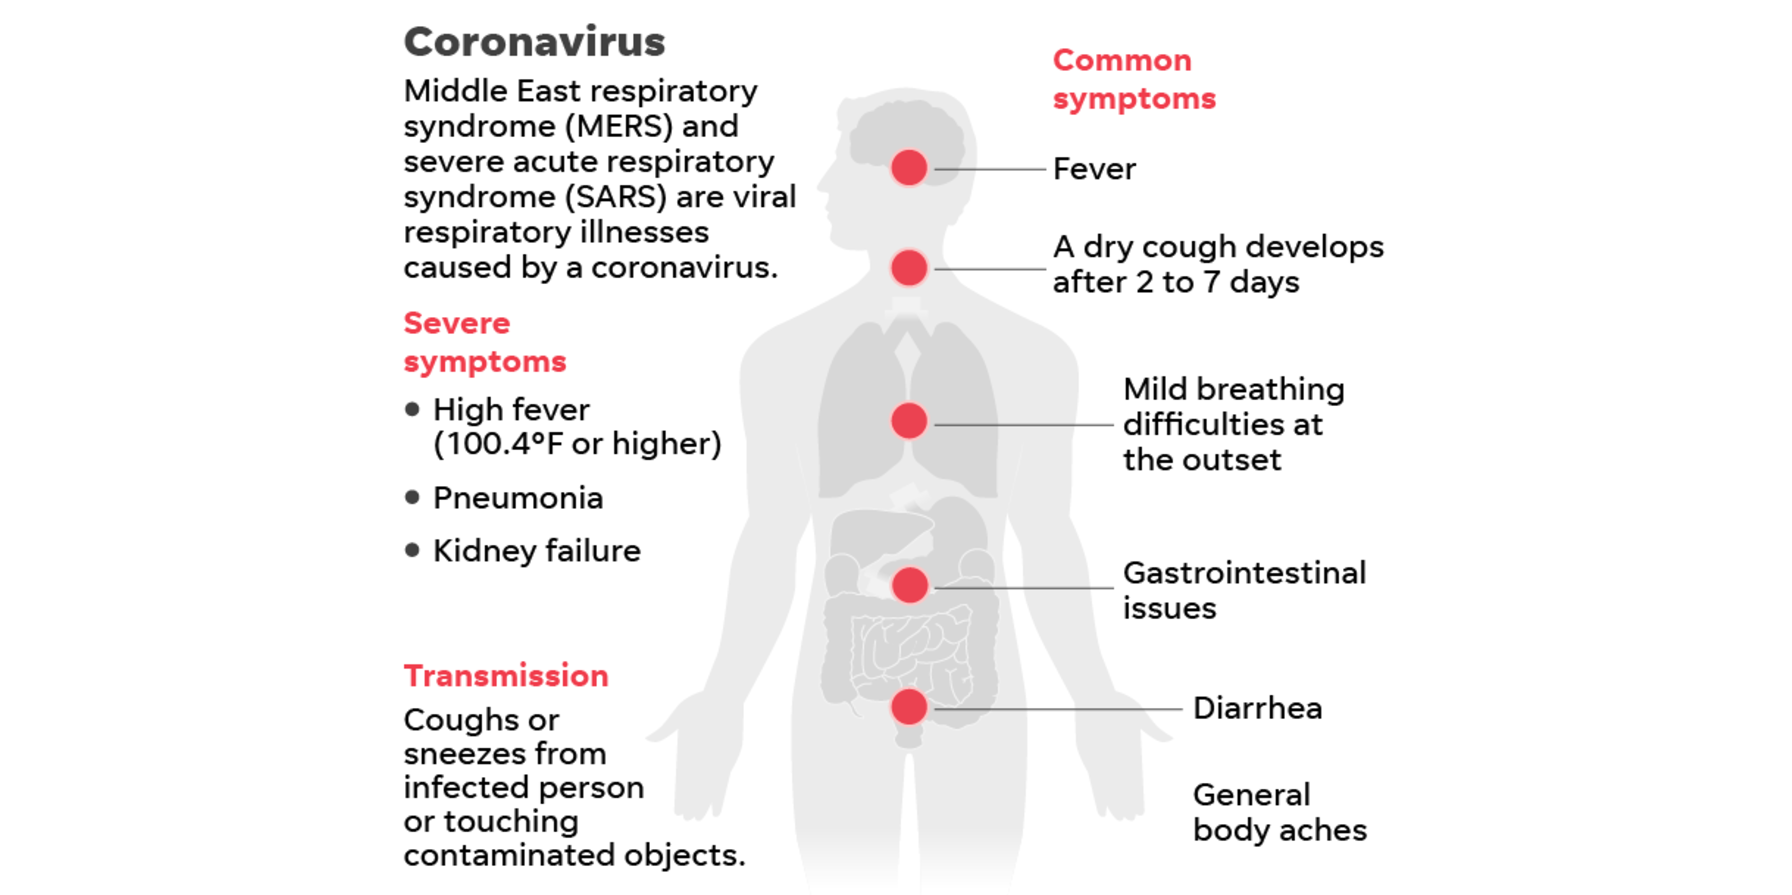 Coronavirus
Middle East respiratory
syndrome (MERS) and
severe acute respiratory
syndrome (SARS) are viral
respiratory illnesses
caused by a coronavirus.
Severe
symptoms
• High fever
(100.4°F or higher)
• Pneumonia
• Kidney failure
Transmission
Coughs or
sneezes from
infected person
or touching
contaminated objects.
Common
symptoms
Fever
A dry cough develops
after 2 to 7 days
Mild breathing
difficulties at
the outset
Gastrointestinal
issues
Diarrhea
General
body aches